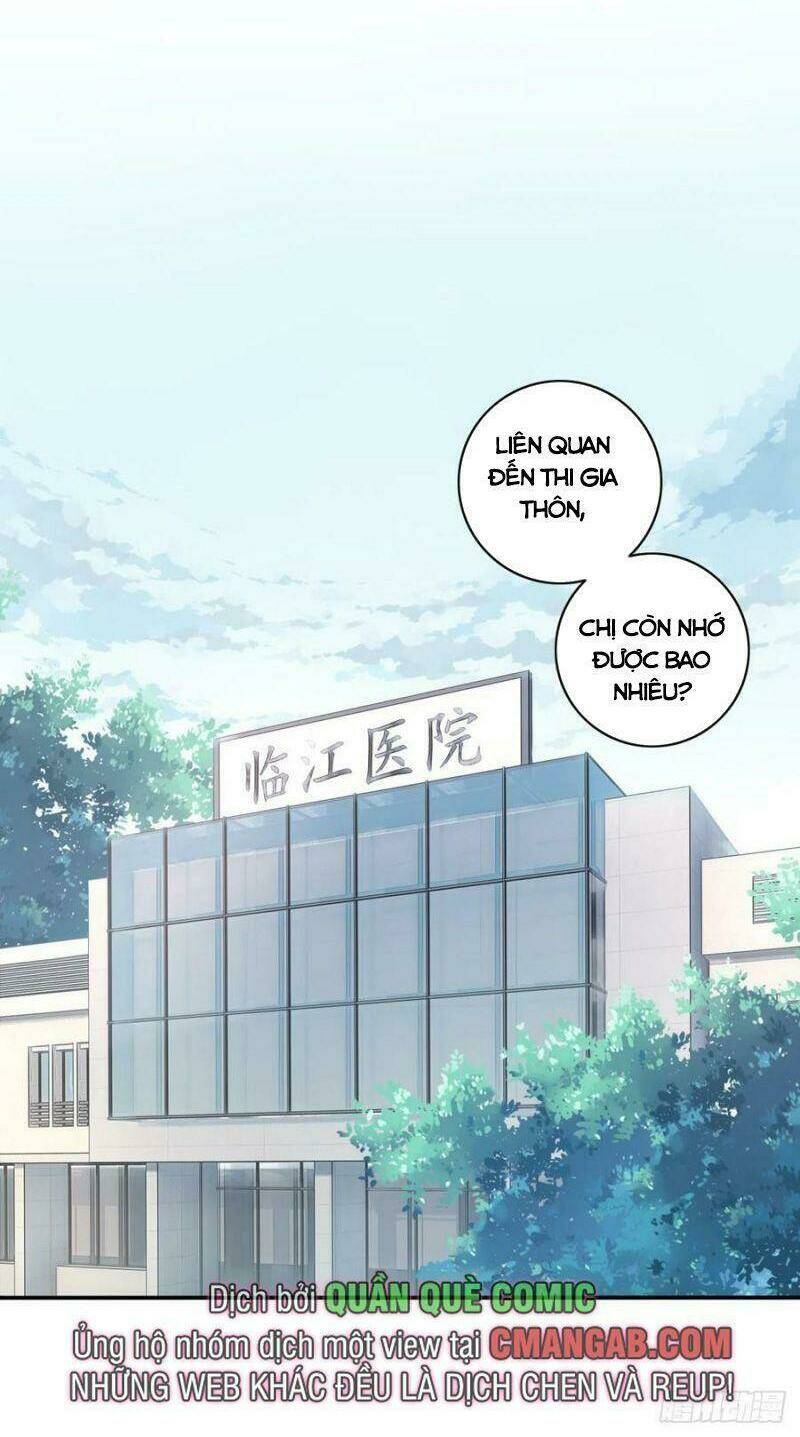 LIÊN QUAN
ĐẾN THI GIA
THÔN,
CHỊ CÒN NHỚ
ĐƯỢC BAO
NHIÊU?
临江医院
Dịch bởi QUẦN QUÈ COMIC
Ủng hộ nhóm dịch một view tại CMANGAB.COM
NHỮNG WEB KHÁC ĐỀU LÀ DỊCH CHEN VÀ REUP!